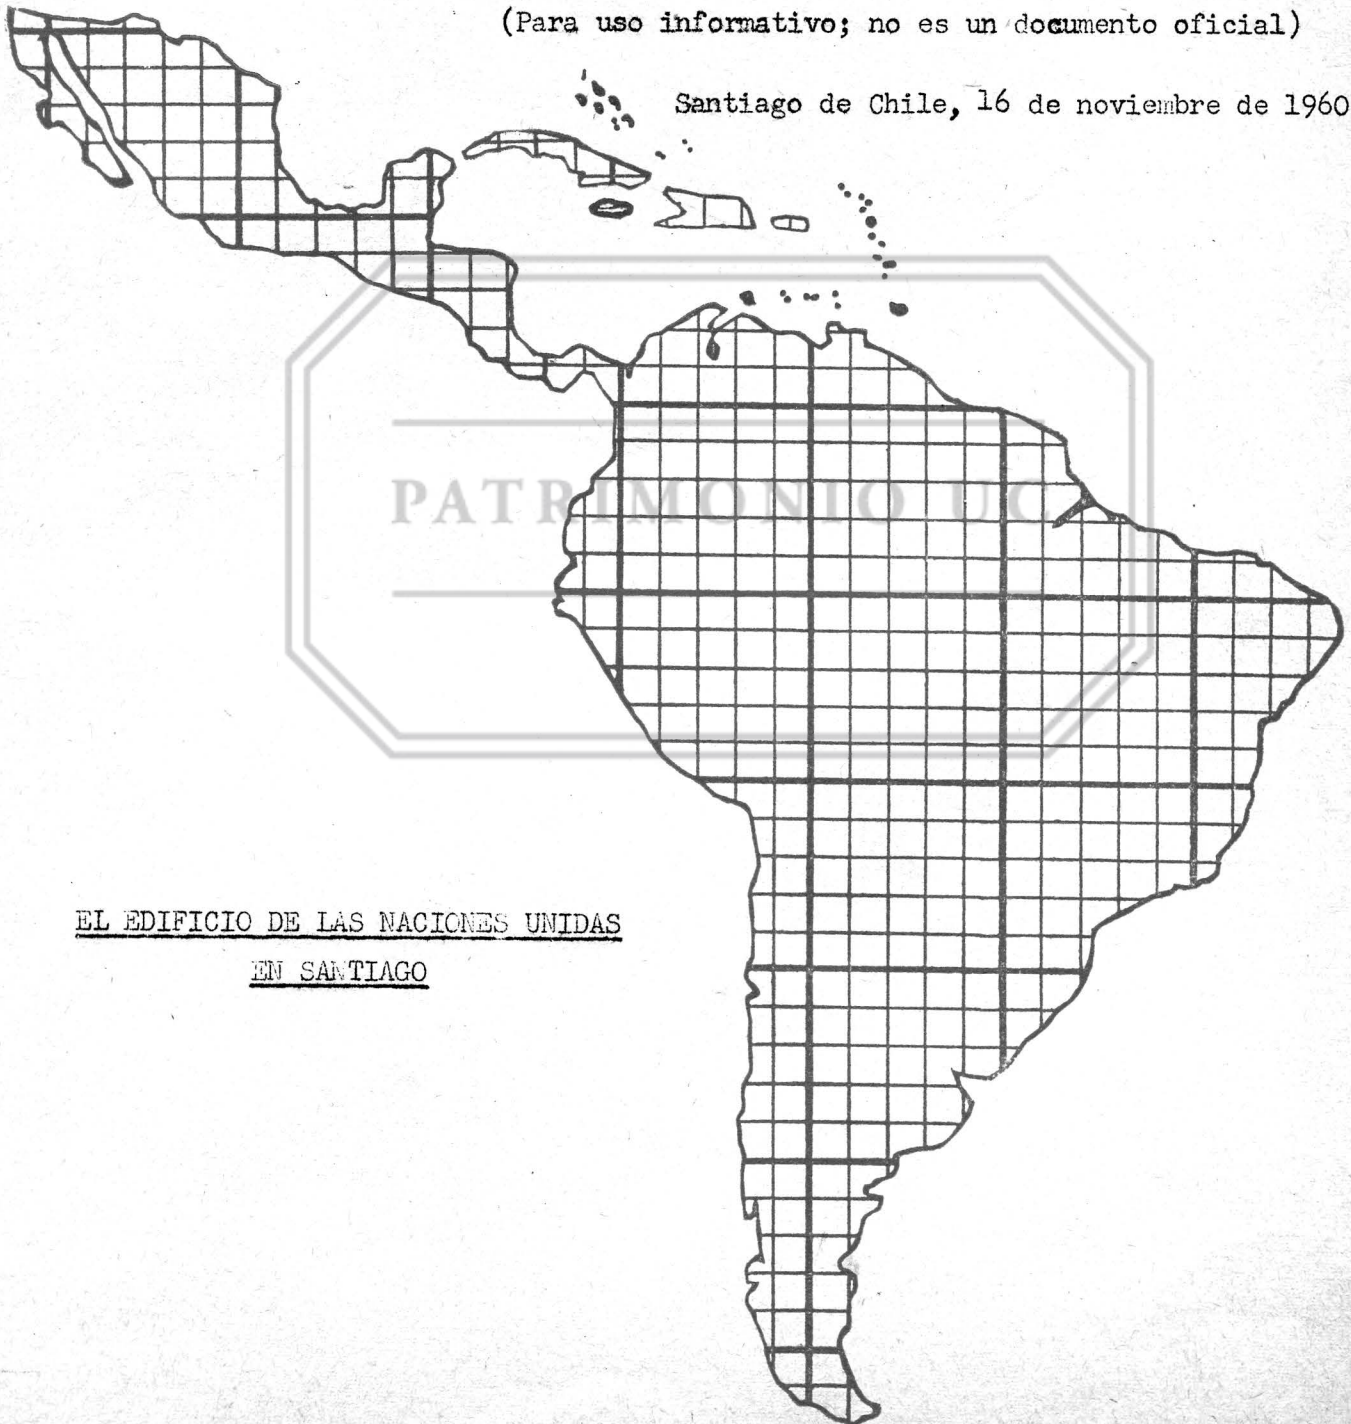 (Para uso informativo; no es un documento oficial)
Santiago de Chile, 16 de noviembre de 1960
PATRIMONIO UC
EL EDIFICIO DE LAS NACIONES UNIDAS
EN SANTIAGO